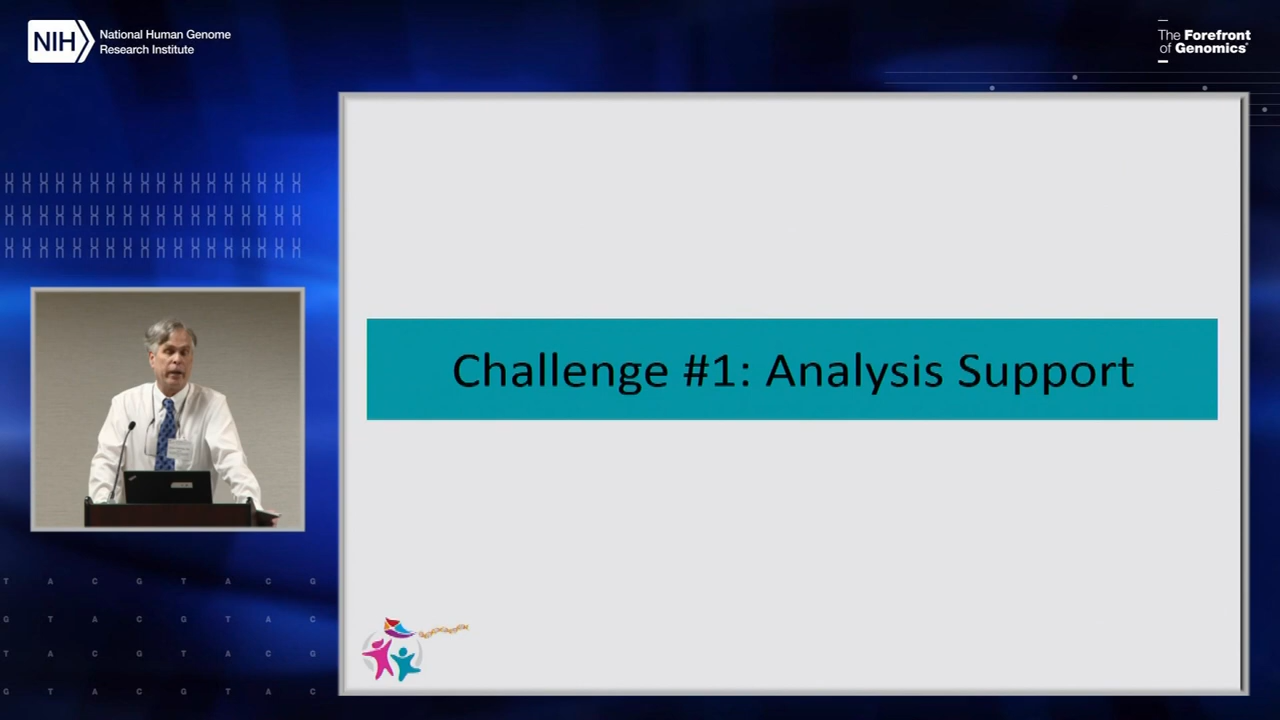 NIH
National Human Genome
Research Institute
The Forefront
of Genomics®
Challenge #1: Analysis Support
T A C G T A C G
G T A C G T A C
T A C G T A C G
G T A C G T A C